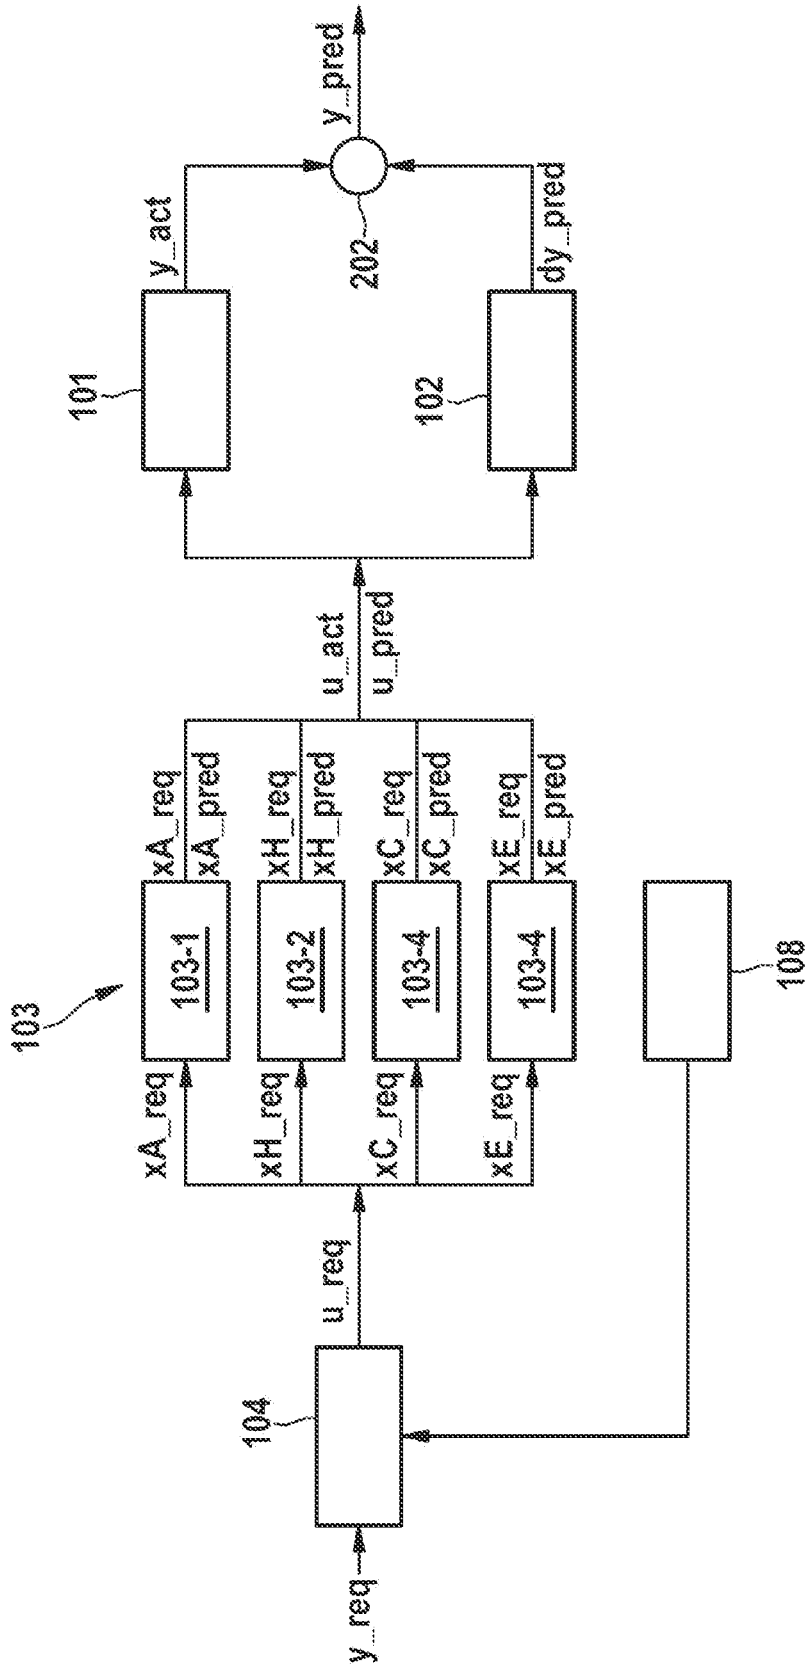 y_req
104
u_req
108
103
xA_req
xH_req
xC_req
xE_req
103-1
103-2
103-4
103-4
xA_req
xA_pred
xH_req
xH_pred
xC_req
xC_pred
xE_req
xE_pred
u_act
u_pred
101
102
y_act
dy_pred
202
y_pred